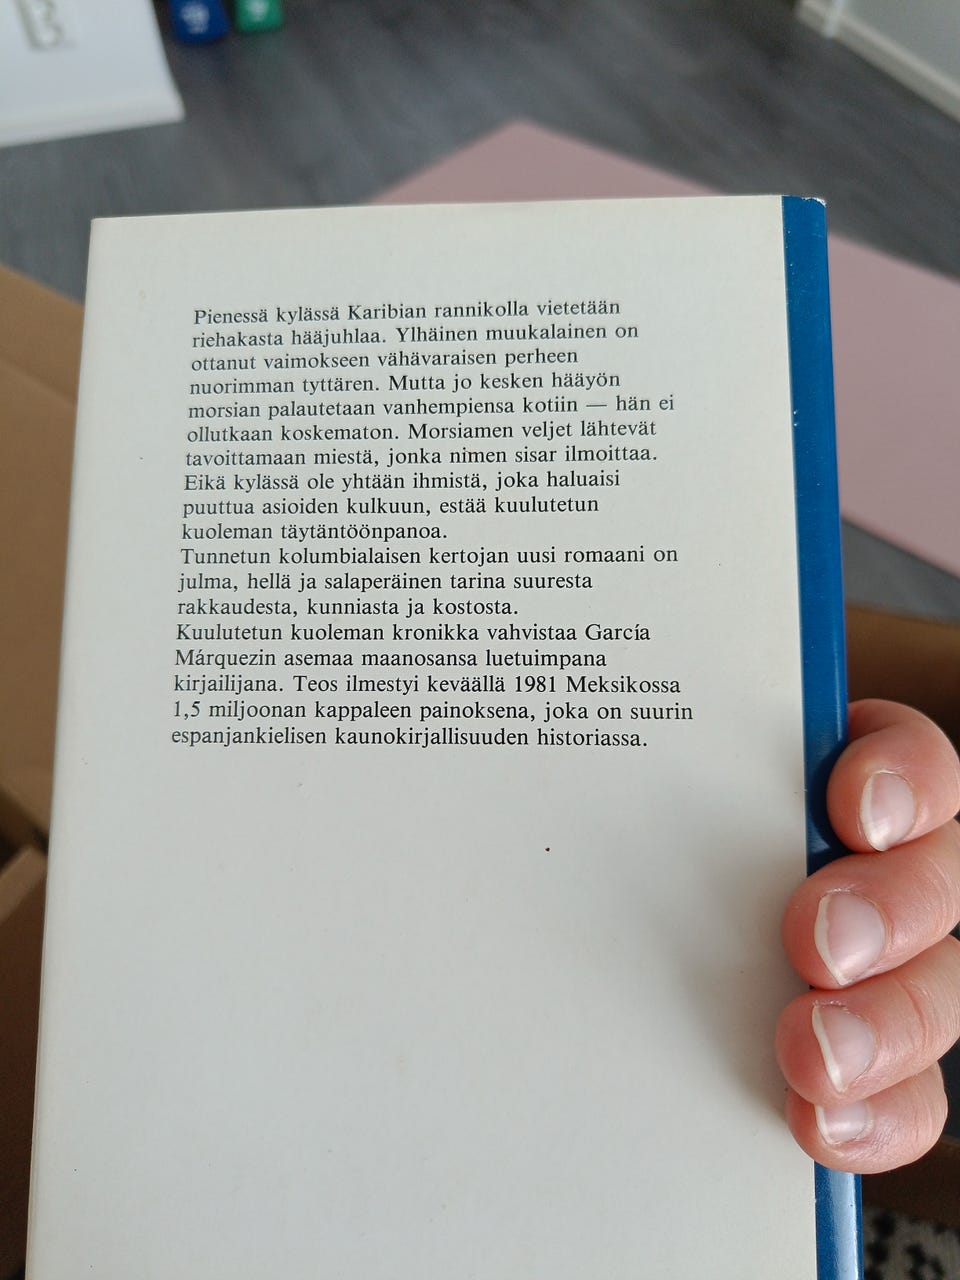 Pienessä kylässä Karibian rannikolla vietetään
riehakasta hääjuhlaa. Ylhäinen muukalainen on
ottanut vaimokseen vähävaraisen perheen
nuorimman tyttären. Mutta jo kesken hääyön
morsian palautetaan vanhempiensa kotiin — hän ei
ollutkaan koskematon. Morsiamen veljet lähtevät
tavoittamaan miestä, jonka nimen sisar ilmoittaa.
Eikä kylässä ole yhtään ihmistä, joka haluaisi
puuttua asioiden kulkuun, estää kuulutetun
kuoleman täytäntöönpanoa.
Tunnetun kolumbialaisen kertojan uusi romaani on
julma, hellä ja salaperäinen tarina suuresta
rakkaudesta, kunniasta ja kostosta.
Kuulutetun kuoleman kronikka vahvistaa García
Márquezin asemaa maanosansa luetuimpana
kirjailijana. Teos ilmestyi keväällä 1981 Meksikossa
1,5 miljoonan kappaleen painoksena, joka on suurin
espanjankielisen kaunokirjallisuuden historiassa.